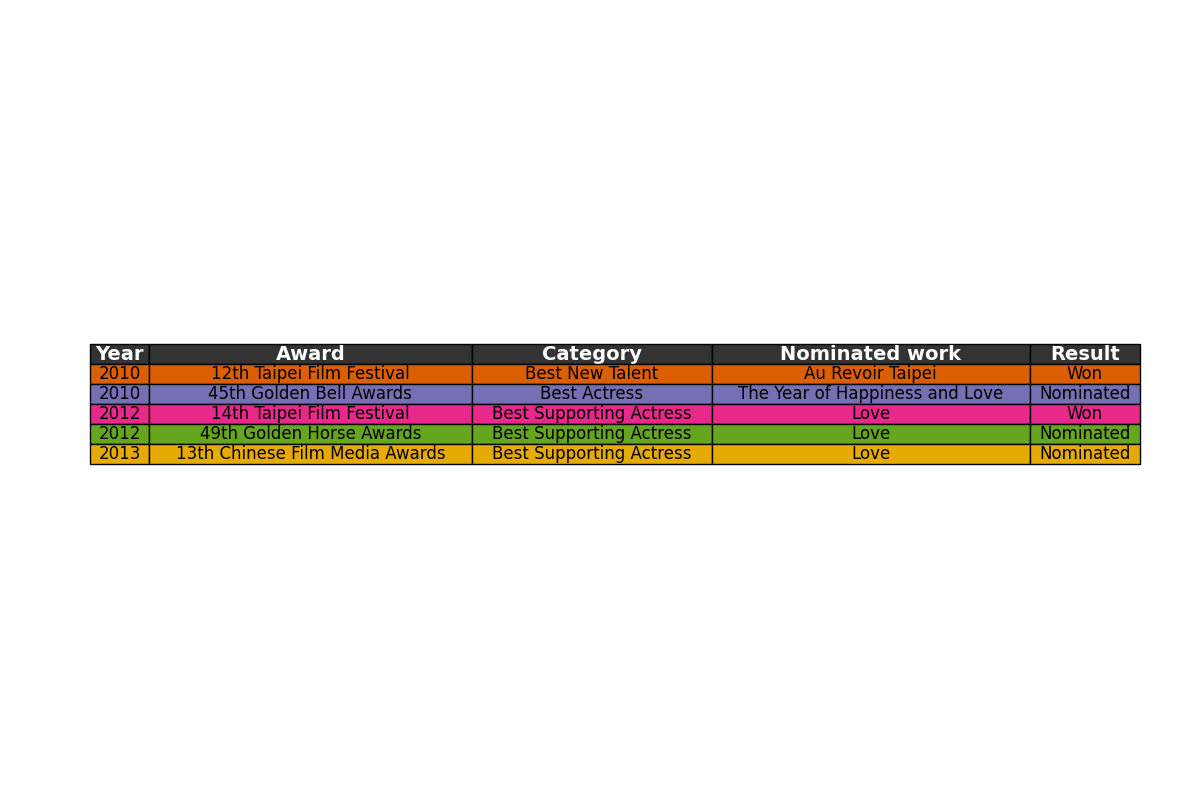 Year Award Category Nominated work Result
2010 12th Taipei Film Festival Best New Talent Au Revoir Taipei Won
2010 45th Golden Bell Awards Best Actress The Year of Happiness and Love Nominated
2012 14th Taipei Film Festival Best Supporting Actress Love Won
2012 49th Golden Horse Awards Best Supporting Actress Love Nominated
2013 13th Chinese Film Media Awards Best Supporting Actress Love Nominated